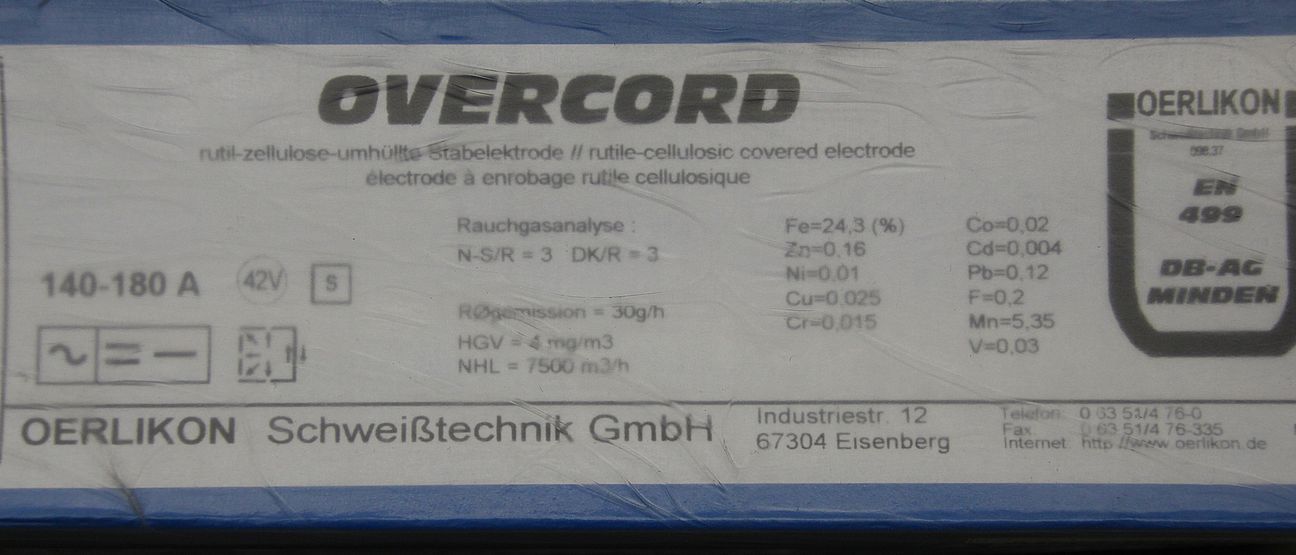 OVERCORD
rutil-zellulose-umhüllte Stabelektrode // rutile-cellulosic covered electrode
électrode à enrobage rutile cellulosique
OERLIKON
Schweißtechnik GmbH
EN
499
DB-AG
MINDEN
Rauchgasanalyse :
N-S/R = 3 DK/R = 3
Fe=24,3 (%)
Zn=0.16
Ni=0.01
Cu=0.025
Cr=0,015
Co=0,02
Cd=0,004
Pb=0,12
F=0,2
Mn=5,35
V=0,03
140-180 A
42V
S
RØgemission = 30g/h
HGV = 4 mg/m3
NHL = 7500 m3/h
OERLIKON Schweißtechnik GmbH
Industriestr. 12
67304 Eisenberg
Telefon: 0 63 51/4 76-0
Fax: 0 63 51/4 76-335
Internet: http://www.oerlikon.de